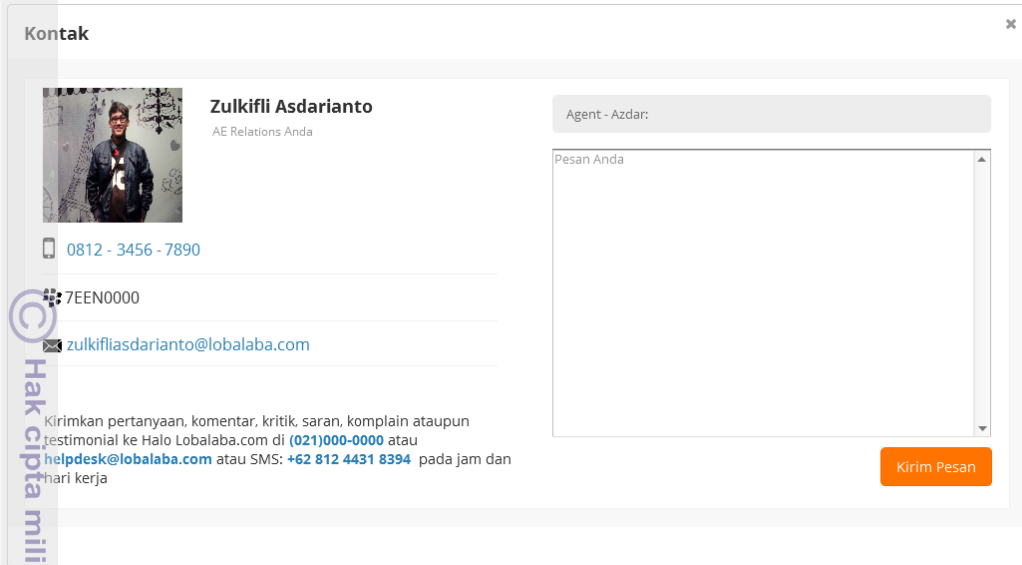 Kontak
Zulkifli Asdarianto
AE Relations Anda
0812 - 3456 - 7890
7EEN0000
zulkifliasdarianto@lobalaba.com
Kirimkan pertanyaan, komentar, kritik, saran, komplain ataupun
testimonial ke Halo Lobalaba.com di (021)000-0000 atau
helpdesk@lobalaba.com atau SMS: +62 812 4431 8394 pada jam dan
hari kerja
Agent - Azdar:
Pesan Anda
Kirim Pesan
© Hak cipta mili